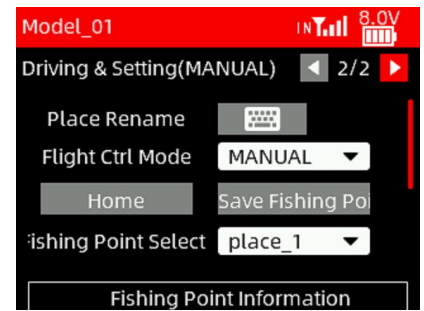 Model_01 IN 8.0V
Driving & Setting(MANUAL) 2/2
Place Rename
Flight Ctrl Mode MANUAL
Home Save Fishing Poi
Fishing Point Select place_1
Fishing Point Information